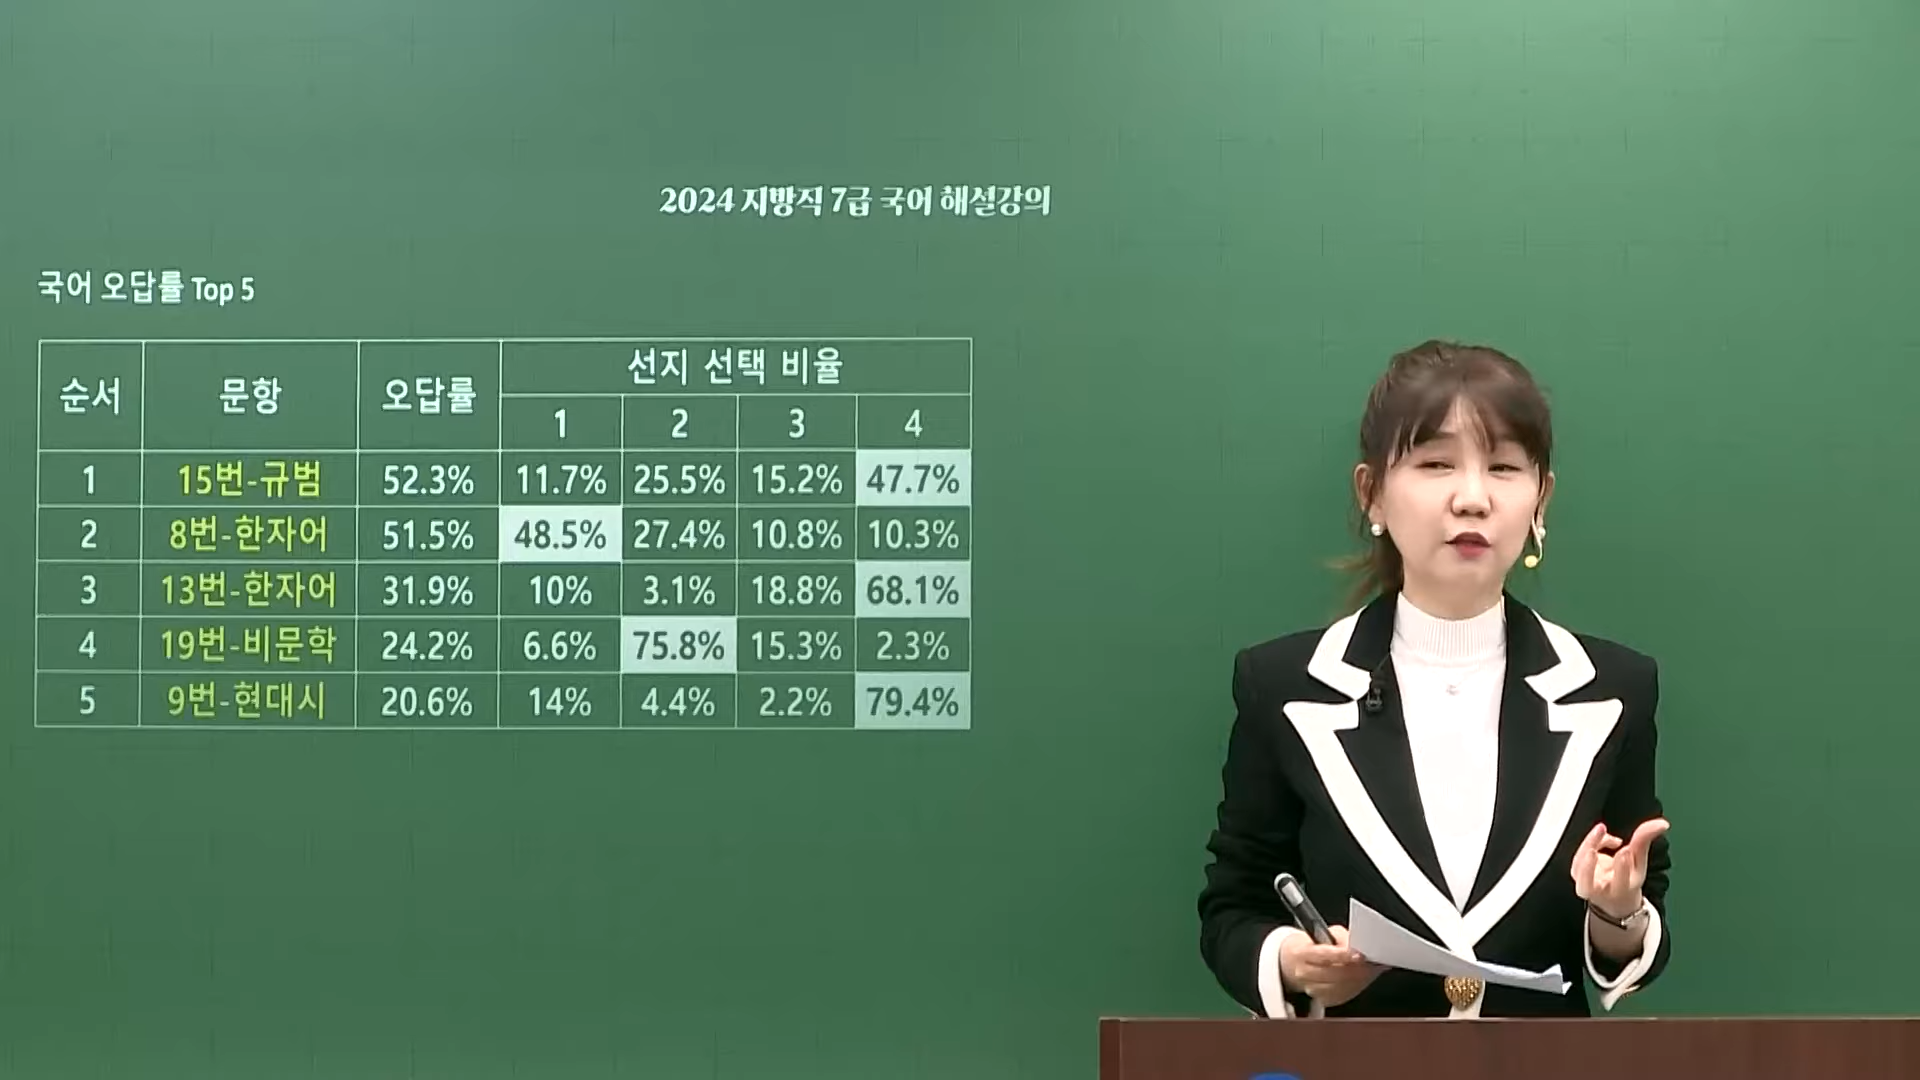 2024 지방직 7급 국어 해설강의
국어 오답률 Top 5
순서 문항 오답률 선지 선택 비율
1 2 3 4
1 15번-규범 52.3% 11.7% 25.5% 15.2% 47.7%
2 8번-한자어 51.5% 48.5% 27.4% 10.8% 10.3%
3 13번-한자어 31.9% 10% 3.1% 18.8% 68.1%
4 19번-비문학 24.2% 6.6% 75.8% 15.3% 2.3%
5 9번-현대시 20.6% 14% 4.4% 2.2% 79.4%